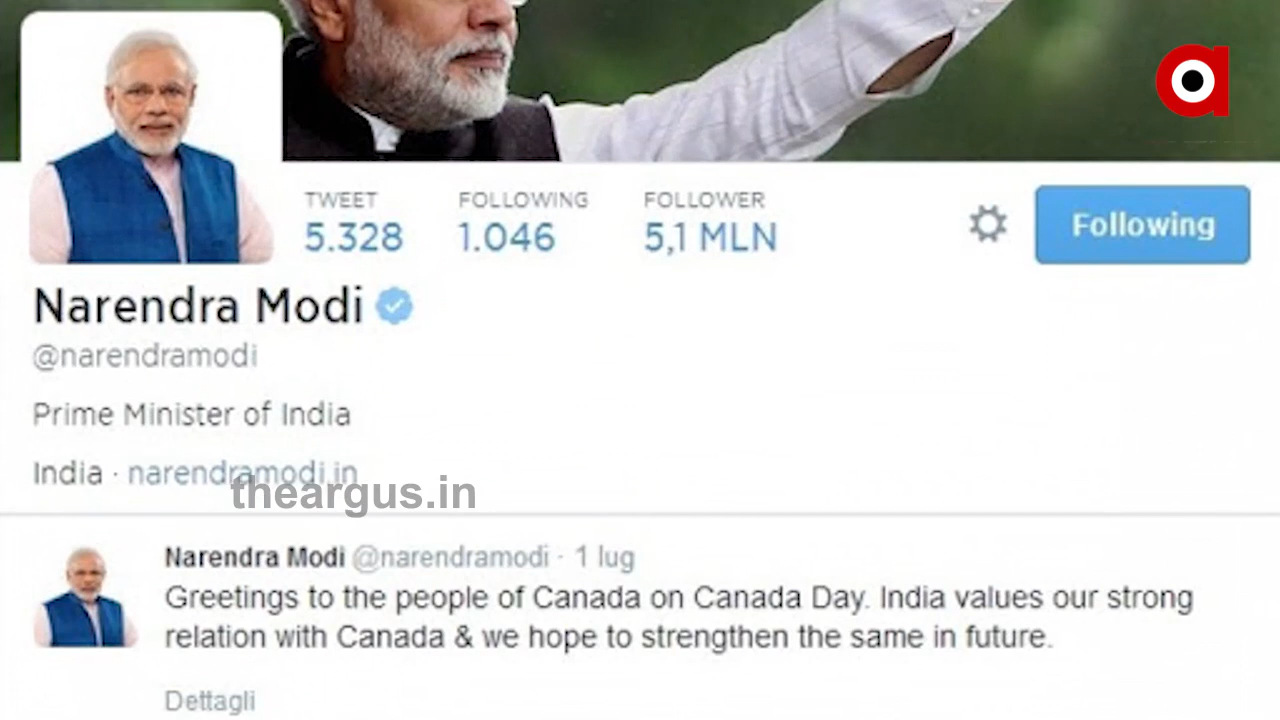 TWEET FOLLOWING FOLLOWER
5.328 1.046 5,1 MLN Following
Narendra Modi
@narendramodi
Prime Minister of India
India · narendramodi.in
theargus.in
Narendra Modi @narendramodi · 1 lug
Greetings to the people of Canada on Canada Day. India values our strong
relation with Canada & we hope to strengthen the same in future.
Dettagli